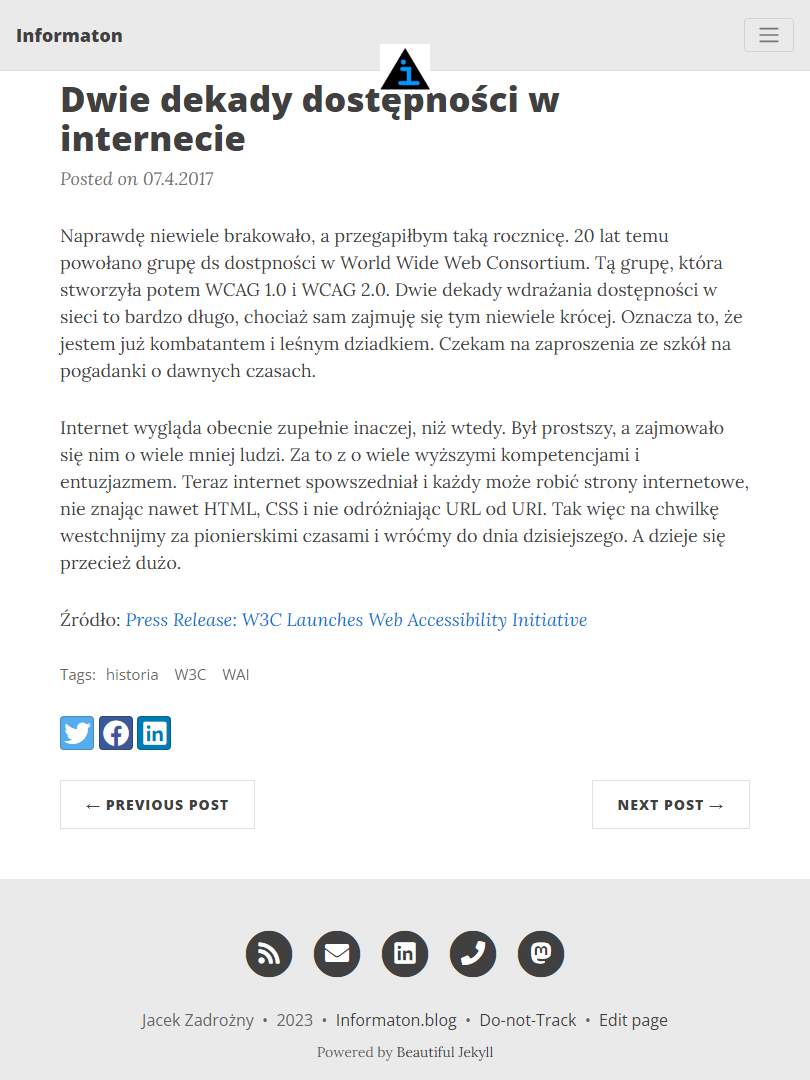 Informaton
Dwie dekady dostępności w
internecie
Posted on 07.4.2017
Naprawdę niewiele brakowało, a przegapiłbym taką rocznicę. 20 lat temu
powołano grupę ds dostpności w World Wide Web Consortium. Tą grupę, która
stworzyła potem WCAG 1.0 i WCAG 2.0. Dwie dekady wdrażania dostępności w
sieci to bardzo długo, chociaż sam zajmuję się tym niewiele krócej. Oznacza to, że
jestem już kombatantem i leśnym dziadkiem. Czekam na zaproszenia ze szkół na
pogadanki o dawnych czasach.
Internet wygląda obecnie zupełnie inaczej, niż wtedy. Był prostszy, a zajmowało
się nim o wiele mniej ludzi. Za to z o wiele wyższymi kompetencjami i
entuzjazmem. Teraz internet spowszedniał i każdy może robić strony internetowe,
nie znając nawet HTML, CSS i nie odróżniając URL od URI. Tak więc na chwilkę
westchnijmy za pionierskimi czasami i wróćmy do dnia dzisiejszego. A dzieje się
przecież dużo.
Źródło: Press Release: W3C Launches Web Accessibility Initiative
Tags: historia W3C WAI
← PREVIOUS POST
NEXT POST →
Jacek Zadrożny • 2023 • Informaton.blog • Do-not-Track • Edit page
Powered by Beautiful Jekyll